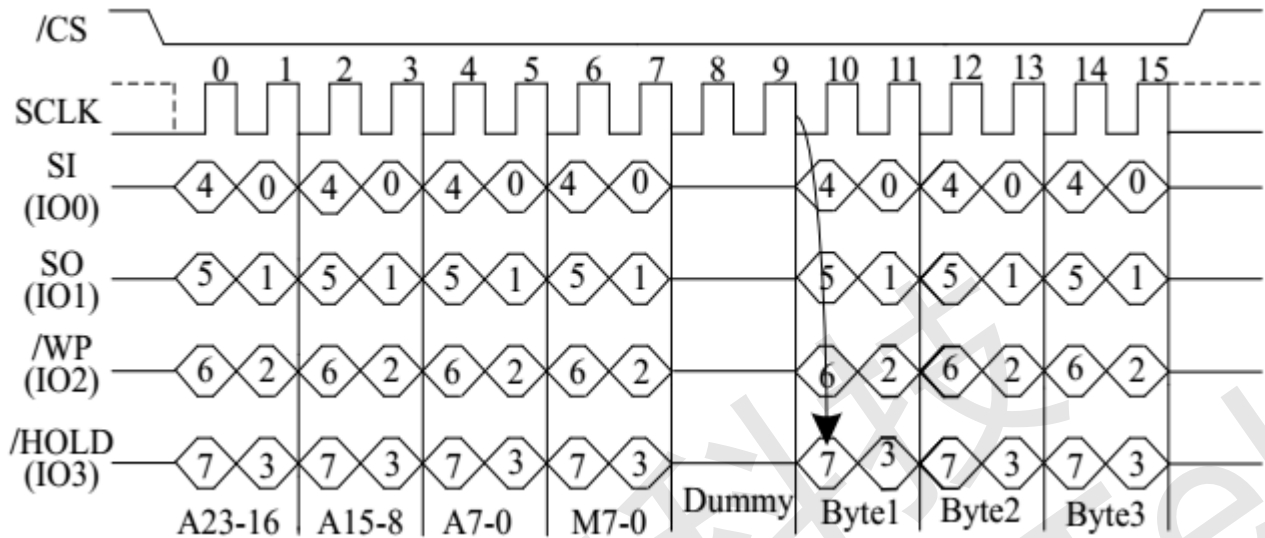 /CS
0 1 2 3 4 5 6 7 8 9 10 11 12 13 14 15
SCLK
SI
(IO0)
4 0 4 0 4 0 4 0 4 0 4 0 4 0
SO
(IO1)
5 1 5 1 5 1 5 1 5 1 5 1 5 1
/WP
(IO2)
6 2 6 2 6 2 6 2 6 2 6 2 6 2
/HOLD
(IO3)
7 3 7 3 7 3 7 3 7 3 7 3 7 3
A23-16 A15-8 A7-0 M7-0 Dummy Byte1 Byte2 Byte3
科技